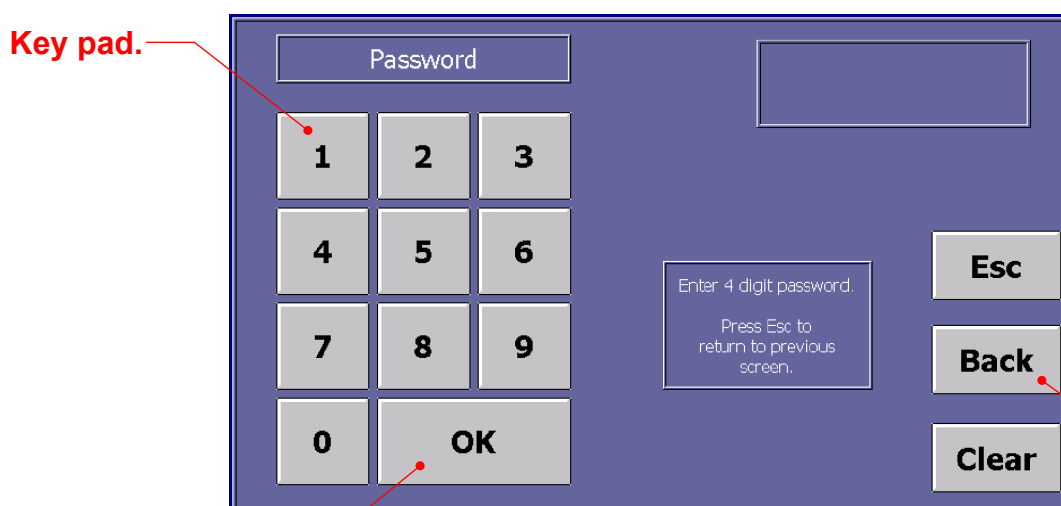 Key pad.
Password
1 2 3
4 5 6
7 8 9
0 OK
Enter 4 digit password.
Press Esc to
return to previous
screen.
Esc
Back
Clear